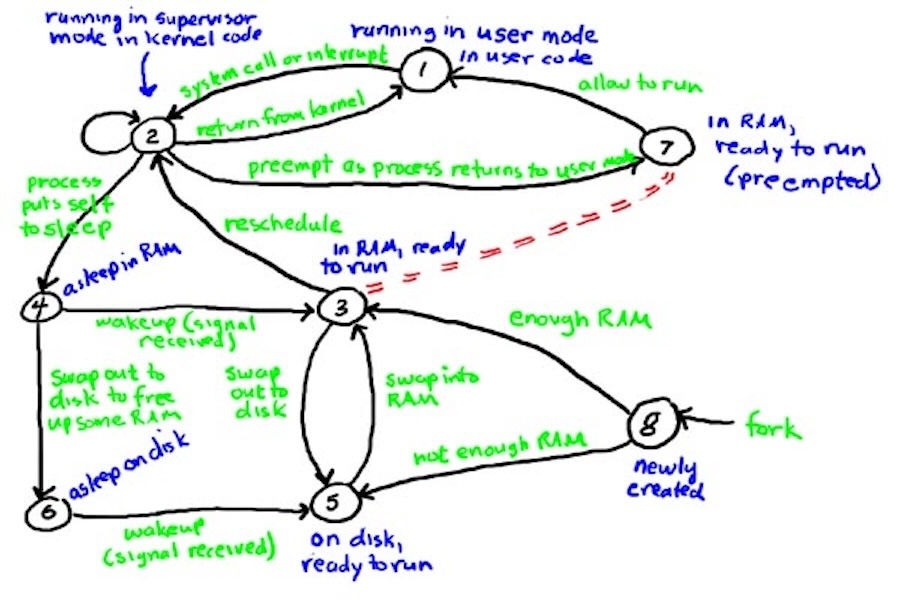 running in supervisor
mode in kernel code
running in user mode
in user code
system call or interrupt
1
allow to run
return from kernel
2
7
in RAM,
ready to run
(preempted)
preempt as process returns to user mode
process
puts self
to sleep
reschedule
asleep in RAM
in RAM, ready
to run
4
3
wakeup (signal
received)
enough RAM
swap out to
disk to free
up some RAM
swap
out to
disk
swap into
RAM
8
fork
not enough RAM
newly
created
asleep on disk
6
5
wakeup
(signal received)
on disk,
ready to run